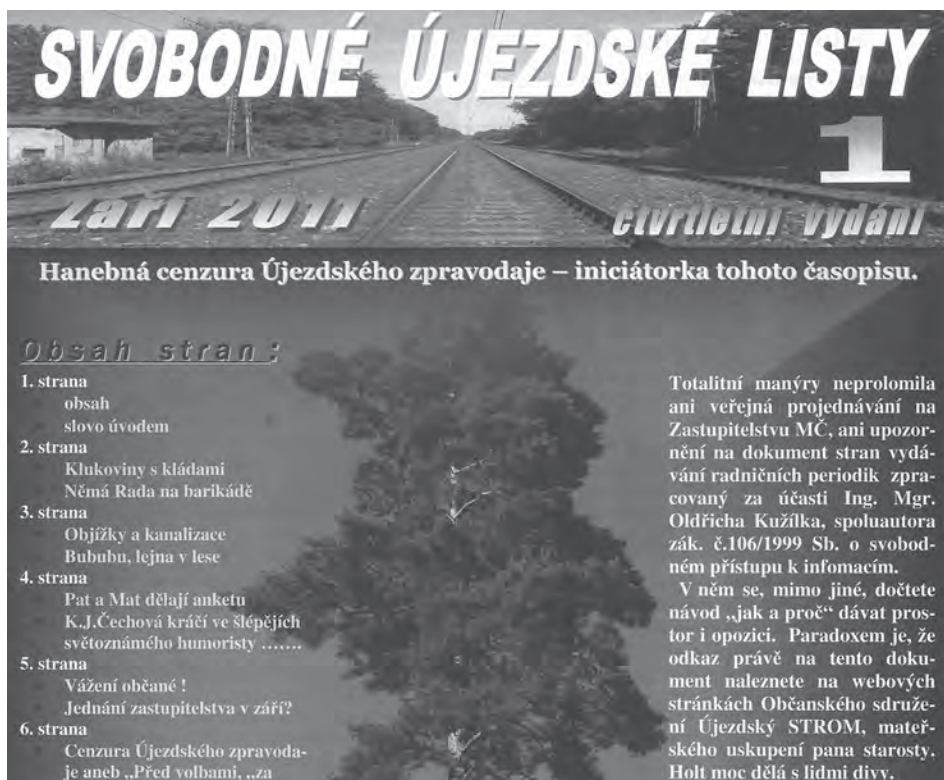 SVOBODNÉ ÚJEZDSKÉ LISTY
1
Září 2011
čtvrtletní vydání
Hanebná cenzura Újezdského zpravodaje – iniciátorka tohoto časopisu.
Obsah stran :
1. strana
obsah
slovo úvodem
2. strana
Klukoviny s kládami
Němá Rada na barikádě
3. strana
Objížky a kanalizace
Bububu, lejna v lese
4. strana
Pat a Mat dělají anketu
K.J.Čechová kráčí ve šlépějích
světoznámého humoristy .......
5. strana
Vážení občané !
Jednání zastupitelstva v září?
6. strana
Cenzura Újezdského zpravoda-
je aneb „Před volbami, „za
Totalitní manýry neprolomila
ani veřejná projednávání na
Zastupitelstvu MČ, ani upozor-
nění na dokument stran vydá-
vání radničních periodik zpra-
covaný za účasti Ing. Mgr.
Oldřicha Kužílka, spoluautora
zák. č.106/1999 Sb. o svobod-
ném přístupu k infomacím.
V něm se, mimo jiné, dočtete
návod „jak a proč“ dávat pros-
tor i opozici. Paradoxem je, že
odkaz právě na tento doku-
ment naleznete na webových
stránkách Občanského sdruže-
ní Újezdský STROM, mateř-
ského uskupení pana starosty.
Holt moc dělá s lidmi divy.